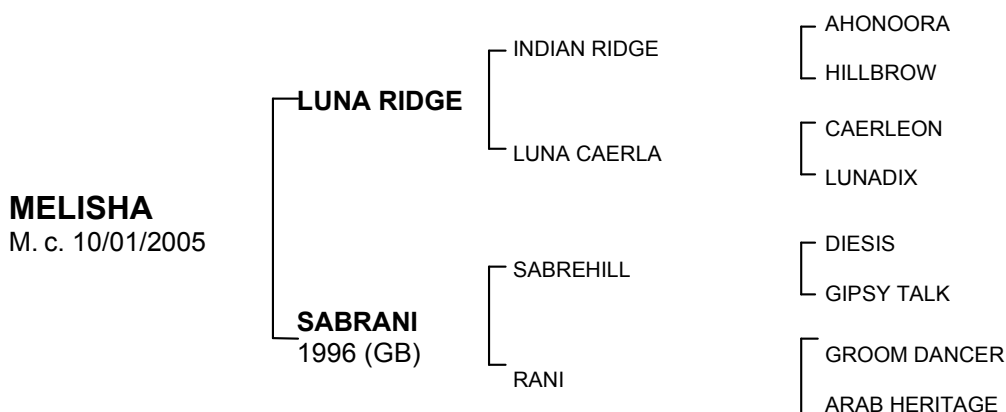 AHONOORA
INDIAN RIDGE
HILLBROW
LUNA RIDGE
CAERLEON
LUNA CAERLA
LUNADIX
MELISHA
M. c. 10/01/2005
DIESIS
SABREHILL
GIPSY TALK
SABRANI
1996 (GB)
GROOM DANCER
RANI
ARAB HERITAGE